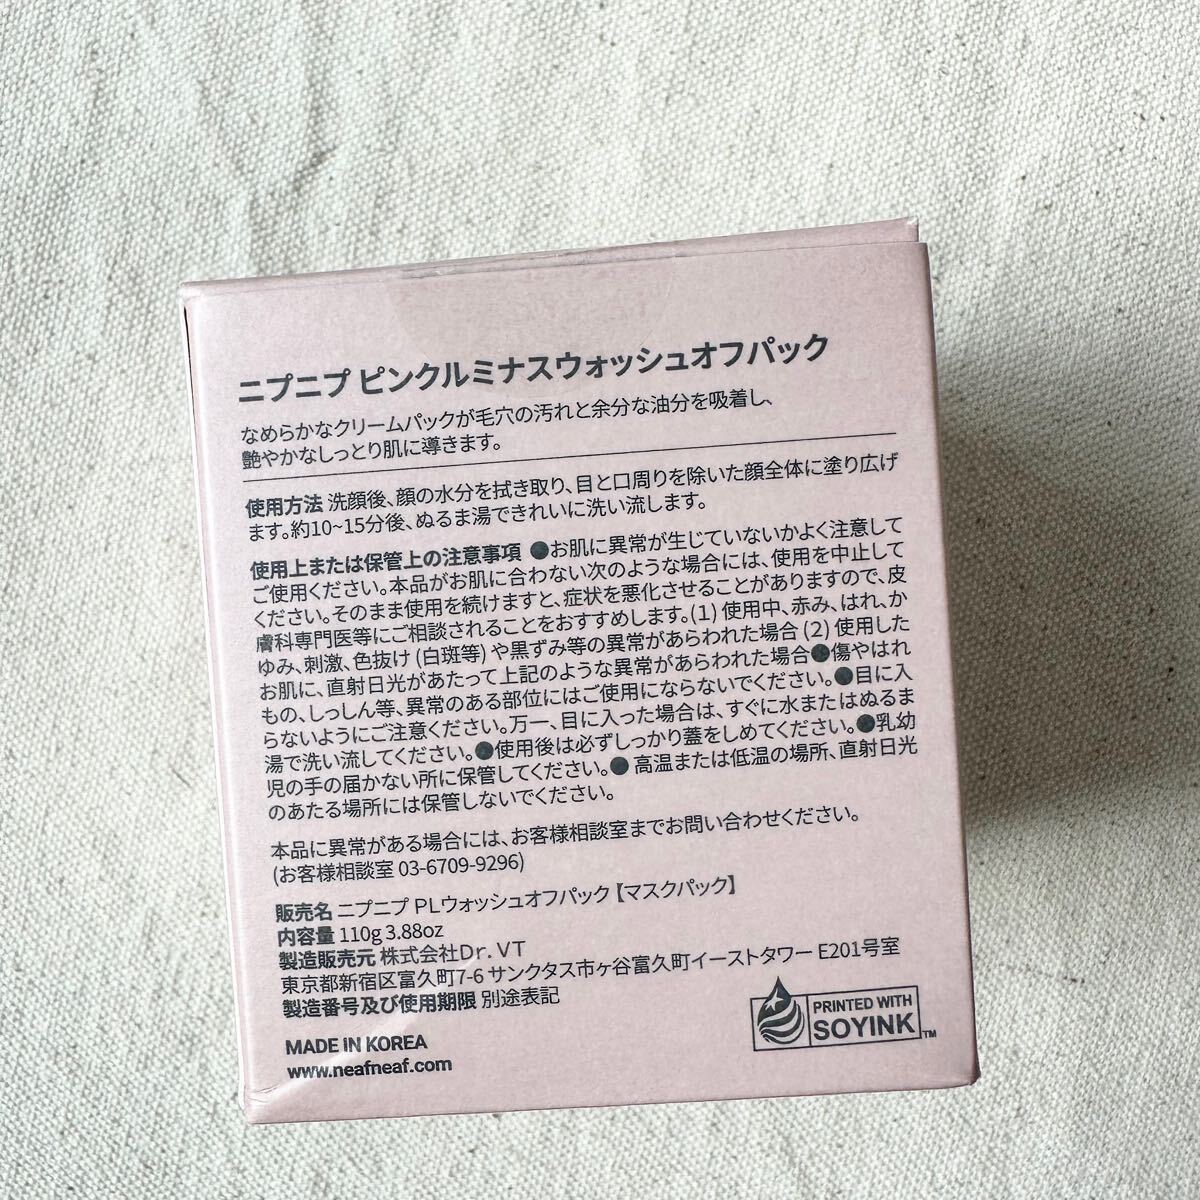 ニプニプ ピンクルミナスウォッシュオフパック
なめらかなクリームパックが毛穴の汚れと余分な油分を吸着し、
艶やかなしっとり肌に導きます。
使用方法 洗顔後、顔の水分を拭き取り、目と口周りを除いた顔全体に塗り広げ
ます。約10~15分後、ぬるま湯できれいに洗い流します。
使用上または保管上の注意事項 ●お肌に異常が生じていないかよく注意して
ご使用ください。本品がお肌に合わない次のような場合には、使用を中止して
ください。そのまま使用を続けますと、症状を悪化させることがありますので、皮
膚科専門医等にご相談されることをおすすめします。(1) 使用中、赤み、はれ、か
ゆみ、刺激、色抜け (白斑等) や黒ずみ等の異常があらわれた場合 (2) 使用した
お肌に、直射日光があたって上記のような異常があらわれた場合●傷やはれ
もの、しっしん等、異常のある部位にはご使用にならないでください。●目に入
らないようにご注意ください。万一、目に入った場合は、すぐに水またはぬるま
湯で洗い流してください。●使用後は必ずしっかり蓋をしめてください。●乳幼
児の手の届かない所に保管してください。● 高温または低温の場所、直射日光
のあたる場所には保管しないでください。
本品に異常がある場合には、お客様相談室までお問い合わせください。
(お客様相談室 03-6709-9296)
販売名 ニプニプ PLウォッシュオフパック【マスクパック】
内容量 110g 3.88oz
製造販売元 株式会社Dr. VT
東京都新宿区富久町7-6 サンクタス市ヶ谷富久町イーストタワー E201号室
製造番号及び使用期限 別途表記
MADE IN KOREA
www.neafneaf.com
PRINTED WITH
SOYINK™